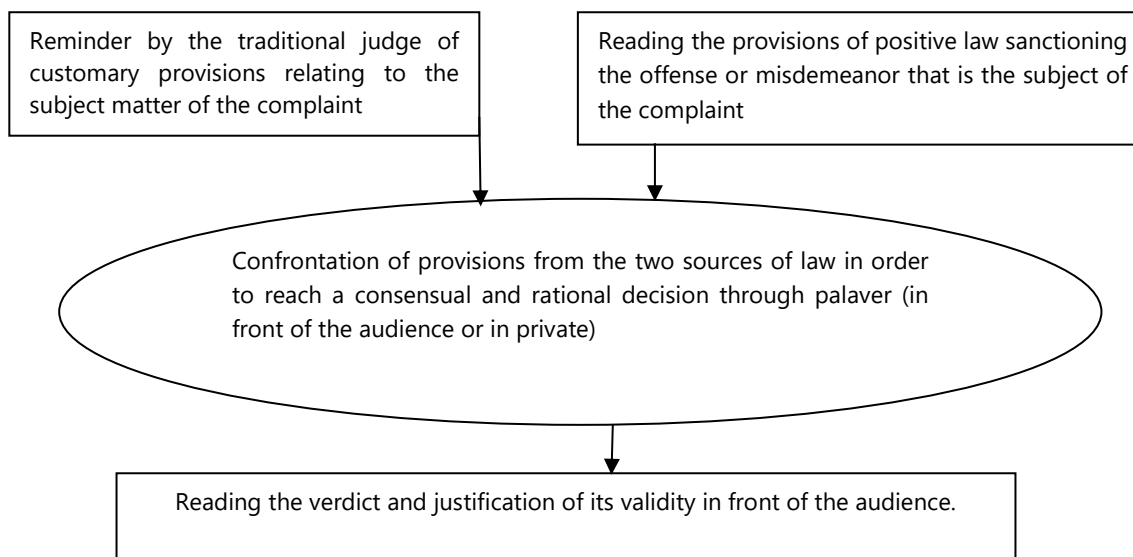 Reminder by the traditional judge of
customary provisions relating to the
subject matter of the complaint
Reading the provisions of positive law sanctioning
the offense or misdemeanor that is the subject of
the complaint
Confrontation of provisions from the two sources of law in order
to reach a consensual and rational decision through palaver (in
front of the audience or in private)
Reading the verdict and justification of its validity in front of the audience.